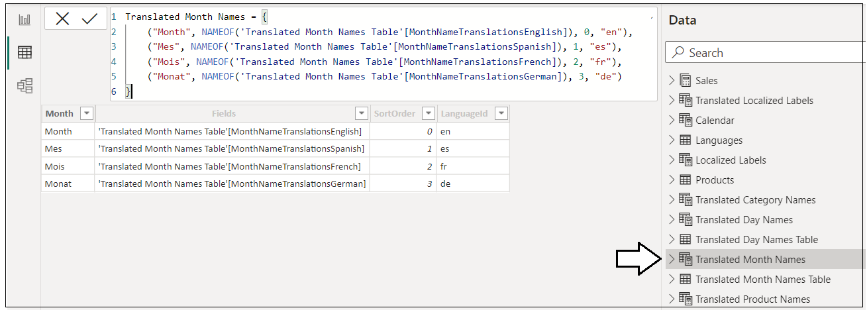 1 Translated Month Names = {
2 ("Month", NAMEOF('Translated Month Names Table'[MonthNameTranslationsEnglish]), 0, "en"),
3 ("Mes", NAMEOF('Translated Month Names Table'[MonthNameTranslationsSpanish]), 1, "es"),
4 ("Mois", NAMEOF('Translated Month Names Table'[MonthNameTranslationsFrench]), 2, "fr"),
5 ("Monat", NAMEOF('Translated Month Names Table'[MonthNameTranslationsGerman]), 3, "de")
6 }
Month Fields SortOrder LanguageId
Month 'Translated Month Names Table'[MonthNameTranslationsEnglish] 0 en
Mes 'Translated Month Names Table'[MonthNameTranslationsSpanish] 1 es
Mois 'Translated Month Names Table'[MonthNameTranslationsFrench] 2 fr
Monat 'Translated Month Names Table'[MonthNameTranslationsGerman] 3 de
Data
Search
Sales
Translated Localized Labels
Calendar
Languages
Localized Labels
Products
Translated Category Names
Translated Day Names
Translated Day Names Table
Translated Month Names
Translated Month Names Table
Translated Product Names